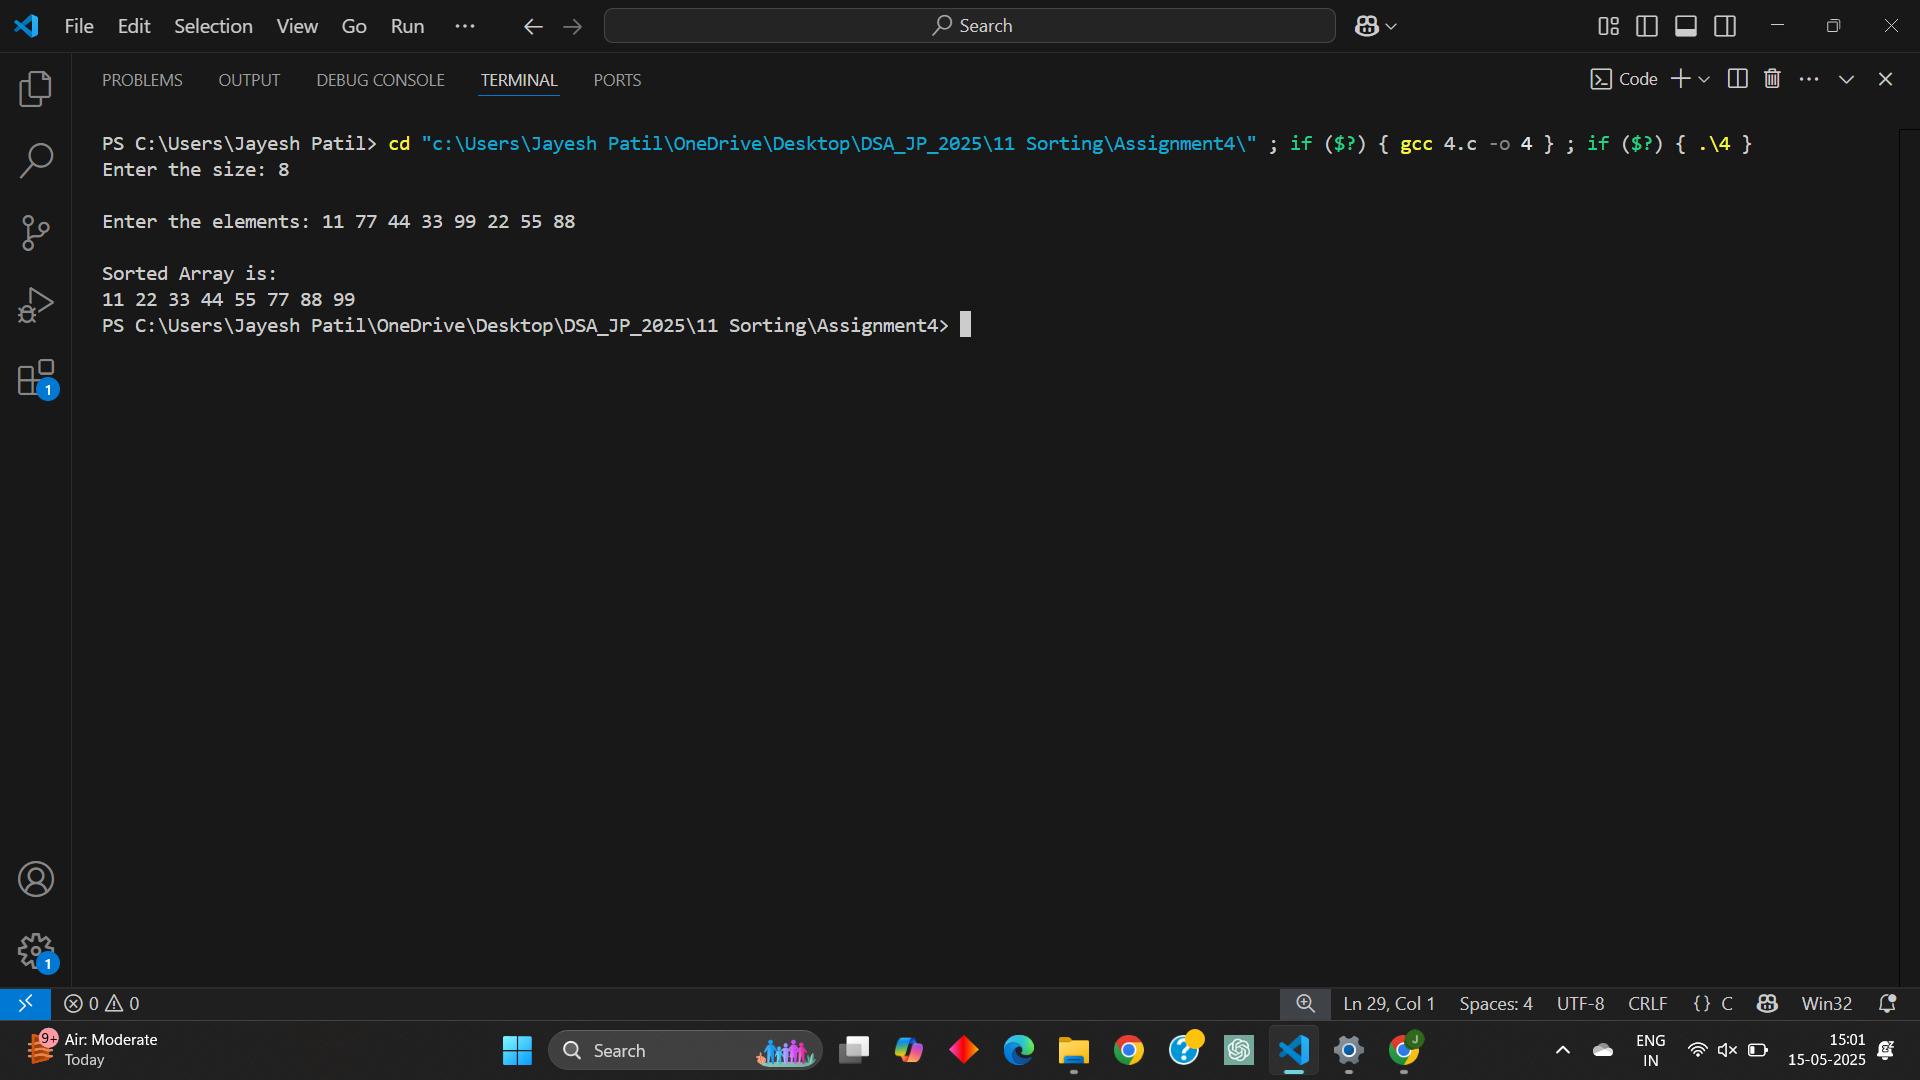 File Edit Selection View Go Run ··· Search
PROBLEMS OUTPUT DEBUG CONSOLE TERMINAL PORTS Code
PS C:\Users\Jayesh Patil> cd "c:\Users\Jayesh Patil\OneDrive\Desktop\DSA_JP_2025\11 Sorting\Assignment4\" ; if ($?) { gcc 4.c -o 4 } ; if ($?) { .\4 }
Enter the size: 8
Enter the elements: 11 77 44 33 99 22 55 88
Sorted Array is:
11 22 33 44 55 77 88 99
PS C:\Users\Jayesh Patil\OneDrive\Desktop\DSA_JP_2025\11 Sorting\Assignment4>
1
1
0 0 Ln 29, Col 1 Spaces: 4 UTF-8 CRLF {} C Win32
9+ Air: Moderate
Today
Search
J
ENG
IN
15:01
15-05-2025